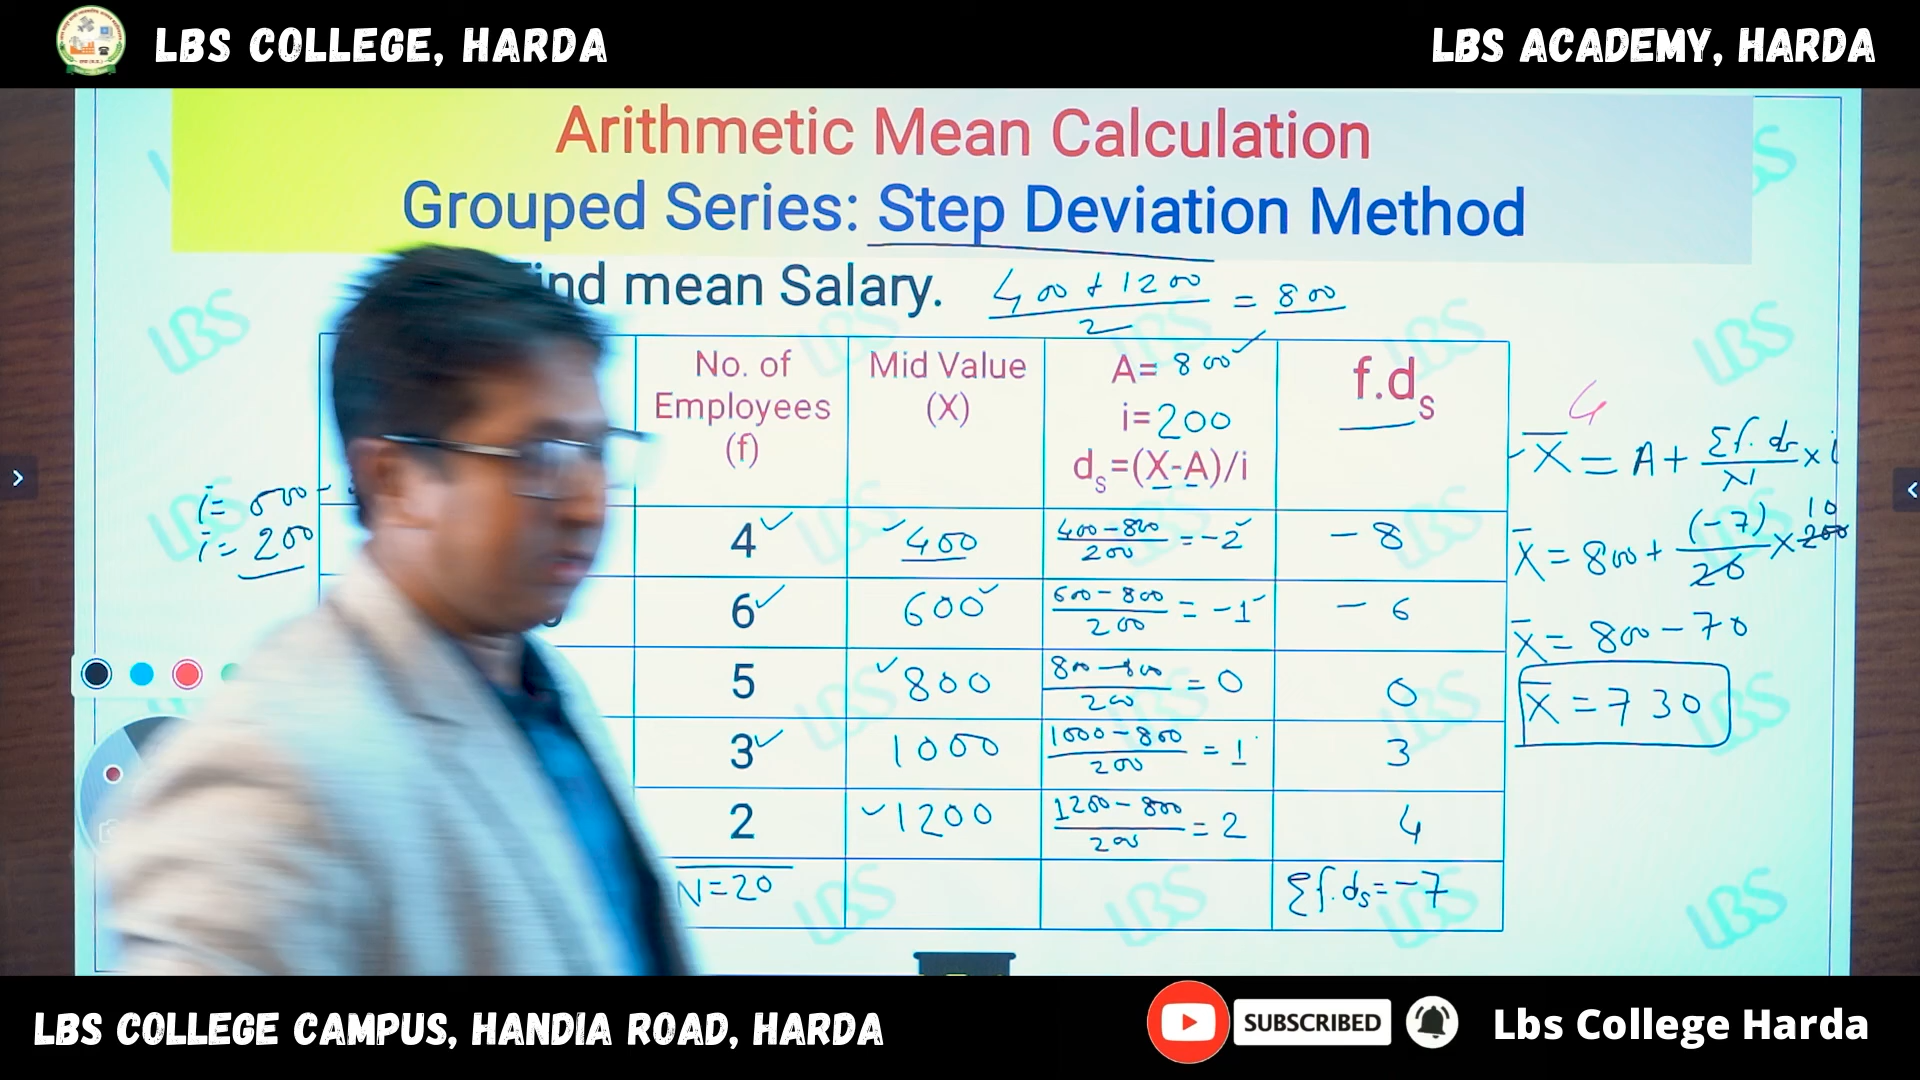 LBS COLLEGE, HARDA
LBS ACADEMY, HARDA
Arithmetic Mean Calculation
Grouped Series: Step Deviation Method
ind mean Salary.
400 + 1200 / 2 = 800
No. of Employees (f)
Mid Value (X)
A= 800
i=200
ds=(X-A)/i
f.ds
4 400 400-800/200 = -2 -8
6 600 600-800/200 = -1 -6
5 800 800-800/200 = 0 0
3 1000 1000-800/200 = 1 3
2 1200 1200-800/200 = 2 4
N=20 Σf.ds=-7
i=
i= 200
X̄ = A + Σf.ds/N × i
X̄ = 800 + (-7)/20 × 200 10
X̄ = 800 - 70
X̄ = 730
LBS
LBS COLLEGE CAMPUS, HANDIA ROAD, HARDA
SUBSCRIBED
Lbs College Harda